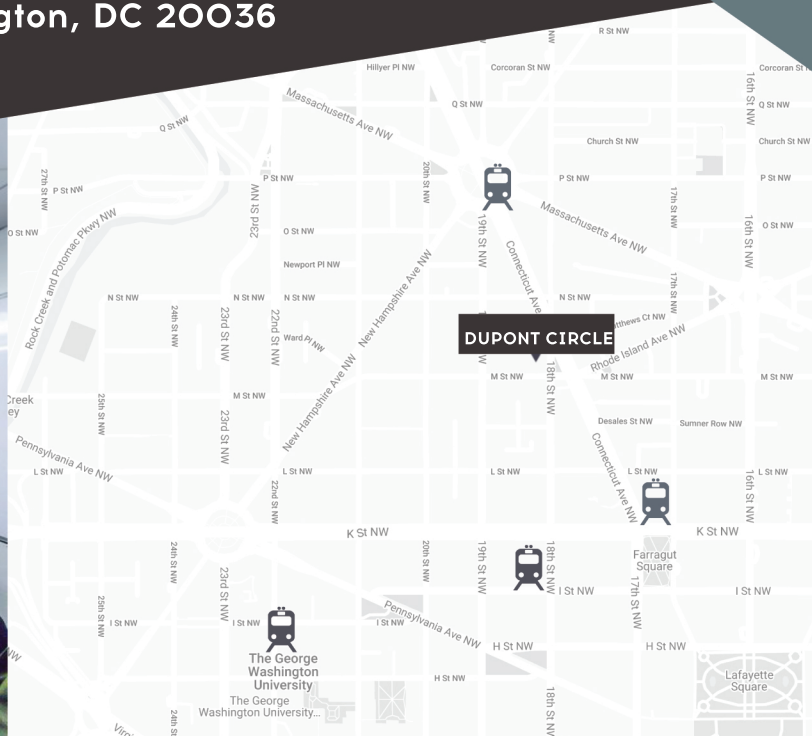 gton, DC 20036
R St NW
Hillyer Pl NW
Corcoran St NW
Corcoran St
16th St NW
Massachusetts Ave NW
Q St NW
Q St NW
Q St NW
Church St NW
Church St NW
27th St NW
P St NW
23rd St NW
P St NW
20th St NW
P St NW
17th St NW
P St NW
O St NW
Rock Creek and Potomac Pkwy NW
O St NW
19th St NW
Massachusetts Ave NW
16th St NW
O St NW
Newport Pl NW
New Hampshire Ave NW
Connecticut Ave
17th St NW
N St NW
N St NW
N St NW
N St NW
24th St NW
23rd St NW
22nd St NW
Ward Pl NW
DUPONT CIRCLE
tthews Ct NW
Rhode Island Ave NW
Creek
ey
25th St NW
M St NW
23rd St NW
New Hampshire Ave NW
M St NW
18th St NW
M St NW
M St NW
Desales St NW
Sumner Row NW
Pennsylvania Ave NW
Connecticut Ave NW
L St NW
L St NW
22nd St NW
L St NW
L St NW
16th St NW
L St NW
K St NW
K St NW
24th St NW
23rd St NW
20th St NW
19th St NW
18th St NW
Farragut
Square
17th St NW
25th St NW
I St NW
I St NW
I St NW
I St NW
I St NW
Pennsylvania Ave NW
H St NW
H St NW
NW
The George
Washington
University
H St NW
Lafayette
Square
The George
Washington University...
24th St
18th St NW